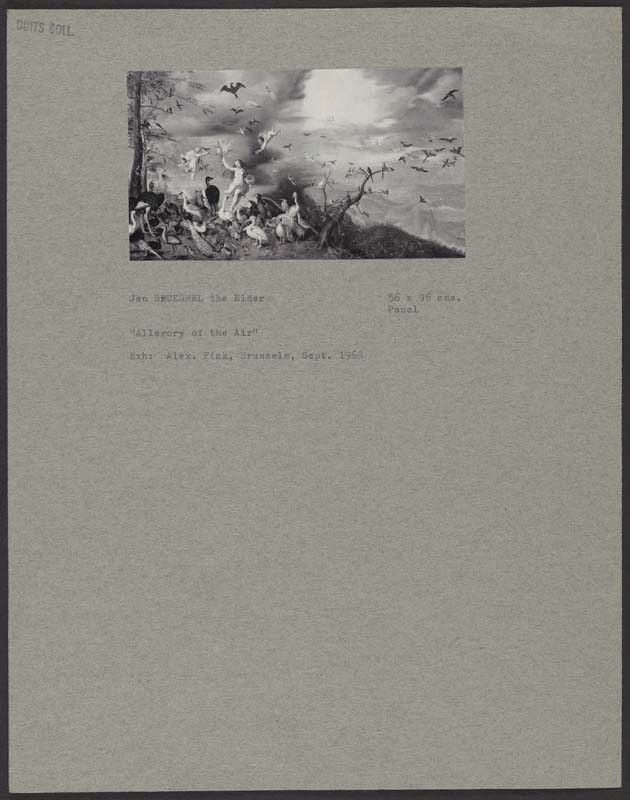 DUITS COLL.
Jan BRUEGHEL the Elder 56 x 96 cms.
Panel
"Allegory of the Air"
Exh: Alex. Fink, Brussels, Sept. 1968